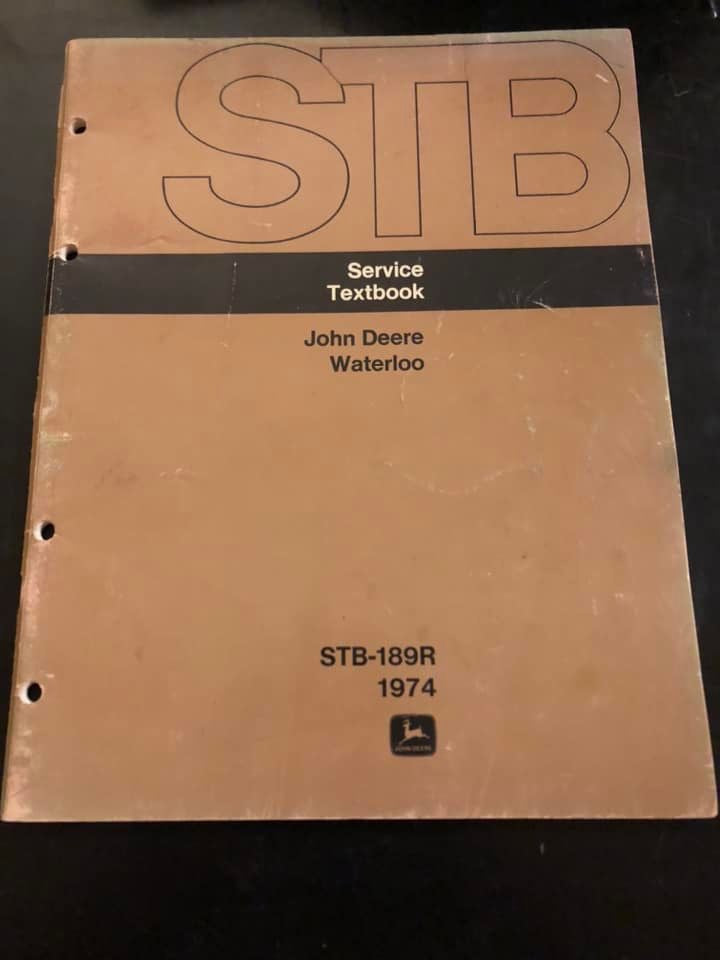 STB
Service
Textbook
John Deere
Waterloo
STB-189R
1974
JOHN DEERE